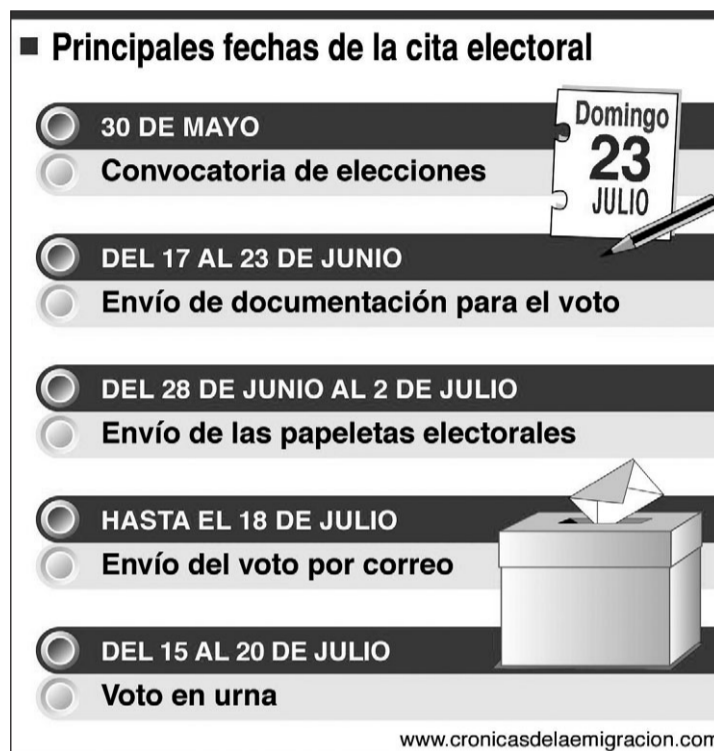 Principales fechas de la cita electoral
Domingo
23
JULIO
30 DE MAYO
Convocatoria de elecciones
DEL 17 AL 23 DE JUNIO
Envío de documentación para el voto
DEL 28 DE JUNIO AL 2 DE JULIO
Envío de las papeletas electorales
HASTA EL 18 DE JULIO
Envío del voto por correo
DEL 15 AL 20 DE JULIO
Voto en urna
www.cronicasdelaemigracion.com